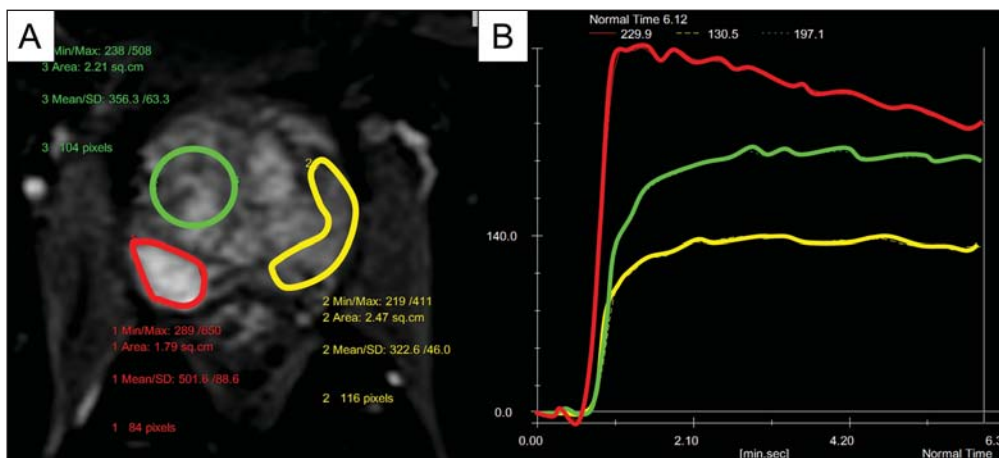 A
Min/Max: 238 /508
3 Area: 2.21 sq.cm
3 Mean/SD: 356.3 /63.3
3 104 pixels
2
2 Min/Max: 219 /411
2 Area: 2.47 sq.cm
2 Mean/SD: 322.6 /46.0
2 116 pixels
1 Min/Max: 289 /650
1 Area: 1.79 sq.cm
1 Mean/SD: 501.6 /88.6
1 84 pixels
B
Normal Time 6.12
229.9 130.5 197.1
140.0
0.0
0.00 2.10 4.20 6.3
[min.sec] Normal Time